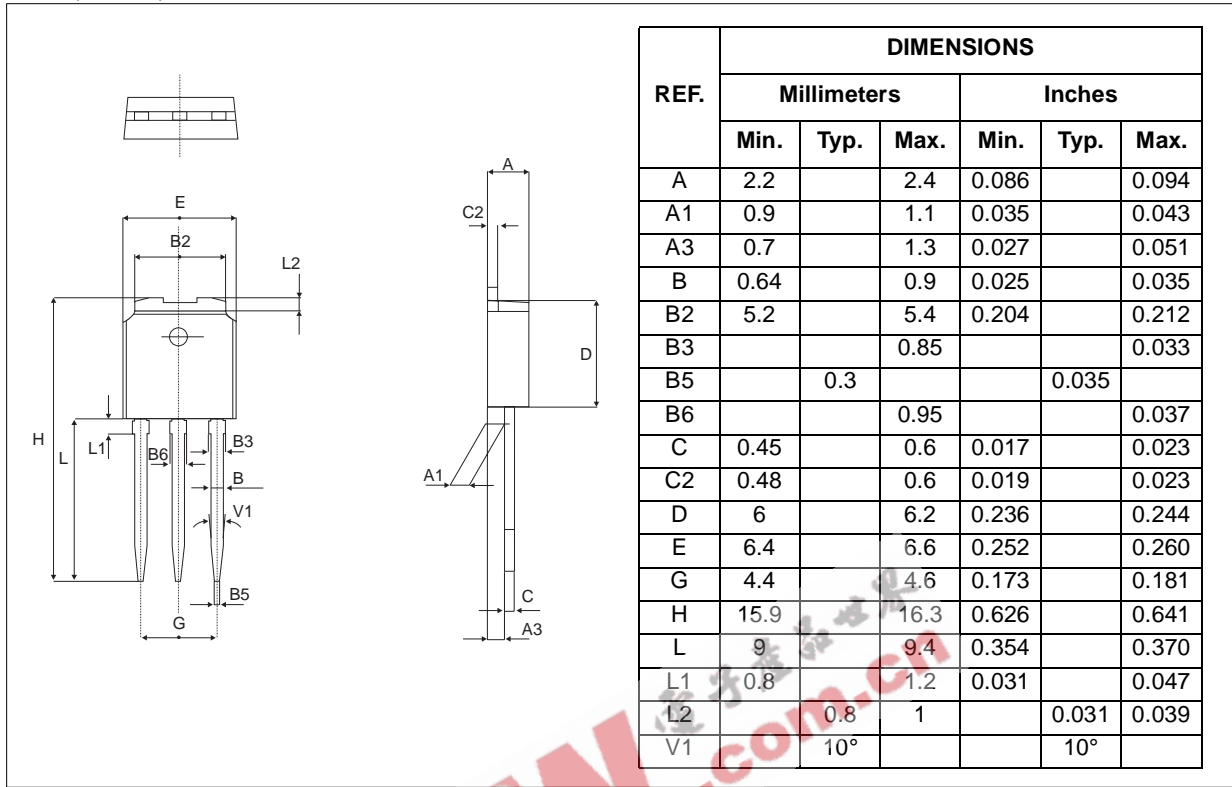 A
E
C2
B2
L2
D
H
L
L1
B3
B6
B
A1
V1
B5
C
G
A3
REF. DIMENSIONS
Millimeters Inches
Min. Typ. Max. Min. Typ. Max.
A 2.2 2.4 0.086 0.094
A1 0.9 1.1 0.035 0.043
A3 0.7 1.3 0.027 0.051
B 0.64 0.9 0.025 0.035
B2 5.2 5.4 0.204 0.212
B3 0.85 0.033
B5 0.3 0.035
B6 0.95 0.037
C 0.45 0.6 0.017 0.023
C2 0.48 0.6 0.019 0.023
D 6 6.2 0.236 0.244
E 6.4 6.6 0.252 0.260
G 4.4 4.6 0.173 0.181
H 15.9 16.3 0.626 0.641
L 9 9.4 0.354 0.370
L1 0.8 1.2 0.031 0.047
L2 0.8 1 0.031 0.039
V1 10° 10°
電子產品世界
.com.cn